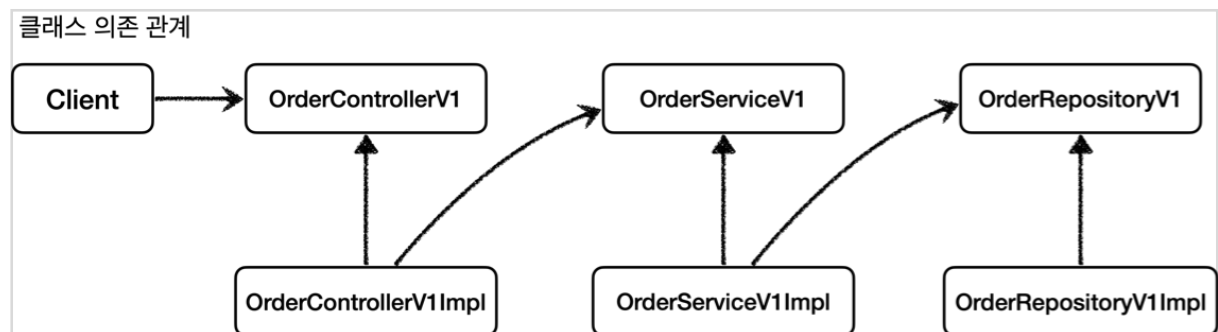 클래스 의존 관계
Client
OrderControllerV1
OrderServiceV1
OrderRepositoryV1
OrderControllerV1Impl
OrderServiceV1Impl
OrderRepositoryV1Impl